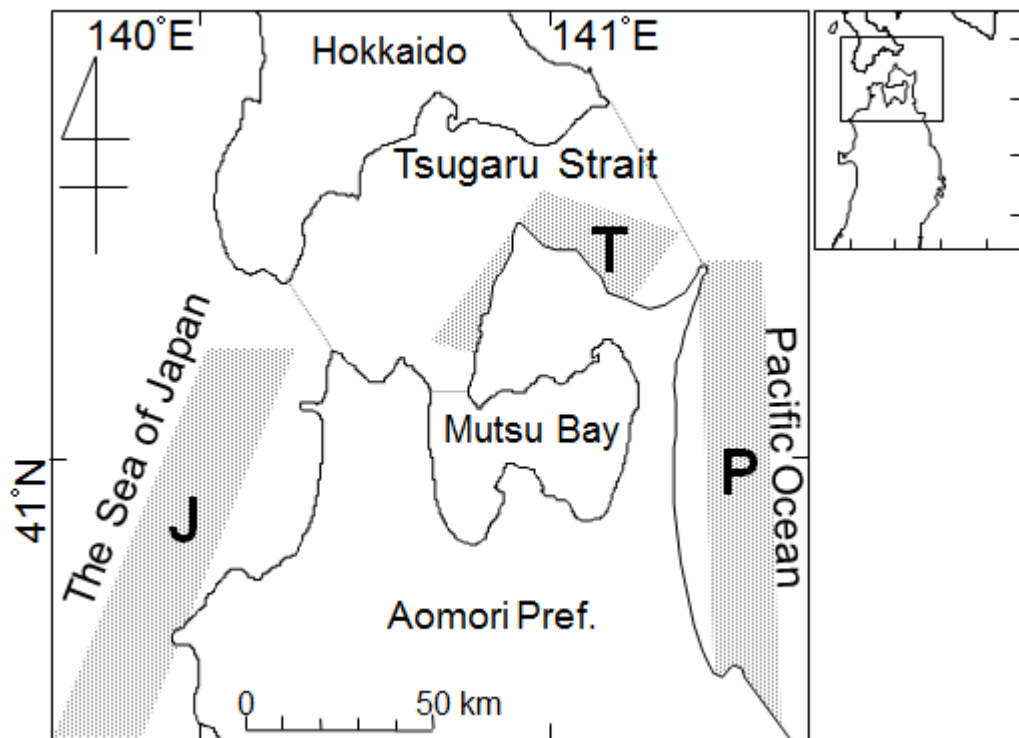 140°E
141°E
Hokkaido
Tsugaru Strait
T
The Sea of Japan
Pacific Ocean
Mutsu Bay
41°N
P
J
Aomori Pref.
0 50 km